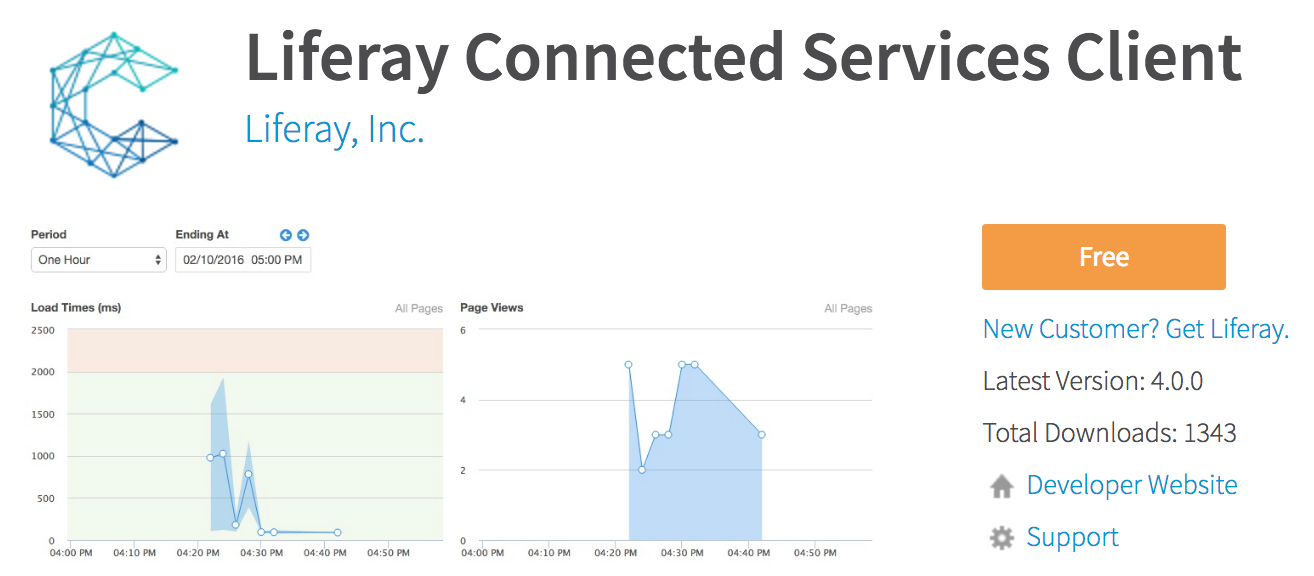 Liferay Connected Services Client
Liferay, Inc.
Period
Ending At
One Hour
02/10/2016 05:00 PM
Load Times (ms)
All Pages
2500
2000
1500
1000
500
0
04:00 PM
04:10 PM
04:20 PM
04:30 PM
04:40 PM
04:50 PM
Page Views
All Pages
6
4
2
0
04:00 PM
04:10 PM
04:20 PM
04:30 PM
04:40 PM
04:50 PM
Free
New Customer? Get Liferay.
Latest Version: 4.0.0
Total Downloads: 1343
Developer Website
Support